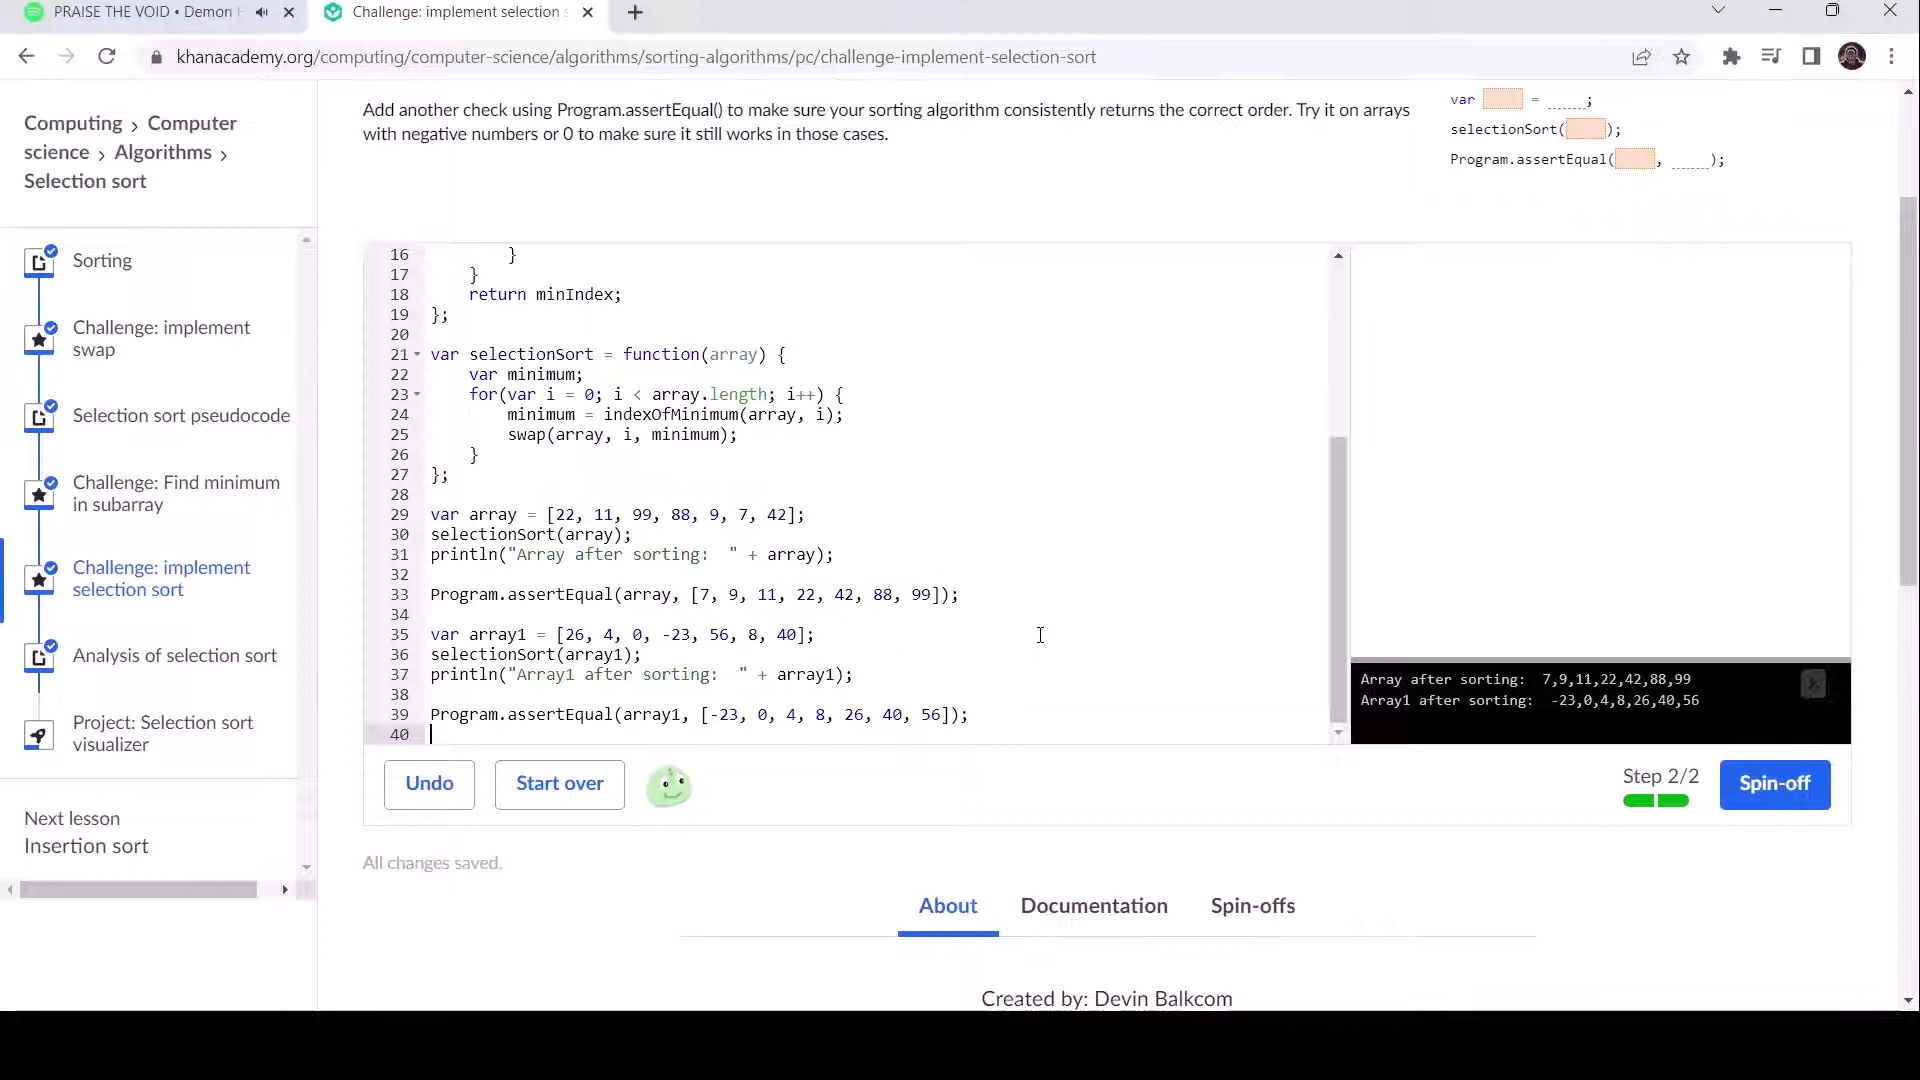 PRAISE THE VOID • Demon
Challenge: implement selection
khanacademy.org/computing/computer-science/algorithms/sorting-algorithms/pc/challenge-implement-selection-sort
Computing > Computer
science > Algorithms >
Selection sort
Sorting
Challenge: implement
swap
Selection sort pseudocode
Challenge: Find minimum
in subarray
Challenge: implement
selection sort
Analysis of selection sort
Project: Selection sort
visualizer
Next lesson
Insertion sort
Add another check using Program.assertEqual() to make sure your sorting algorithm consistently returns the correct order. Try it on arrays
with negative numbers or 0 to make sure it still works in those cases.
var = _____;
selectionSort( );
Program.assertEqual( , _____);
16 }
17 }
18 return minIndex;
19 };
20
21 var selectionSort = function(array) {
22 var minimum;
23 for(var i = 0; i < array.length; i++) {
24 minimum = indexOfMinimum(array, i);
25 swap(array, i, minimum);
26 }
27 };
28
29 var array = [22, 11, 99, 88, 9, 7, 42];
30 selectionSort(array);
31 println("Array after sorting:  " + array);
32
33 Program.assertEqual(array, [7, 9, 11, 22, 42, 88, 99]);
34
35 var array1 = [26, 4, 0, -23, 56, 8, 40];
36 selectionSort(array1);
37 println("Array1 after sorting:  " + array1);
38
39 Program.assertEqual(array1, [-23, 0, 4, 8, 26, 40, 56]);
40
Array after sorting:  7,9,11,22,42,88,99
Array1 after sorting:  -23,0,4,8,26,40,56
Undo
Start over
Step 2/2
Spin-off
All changes saved.
About
Documentation
Spin-offs
Created by: Devin Balkcom